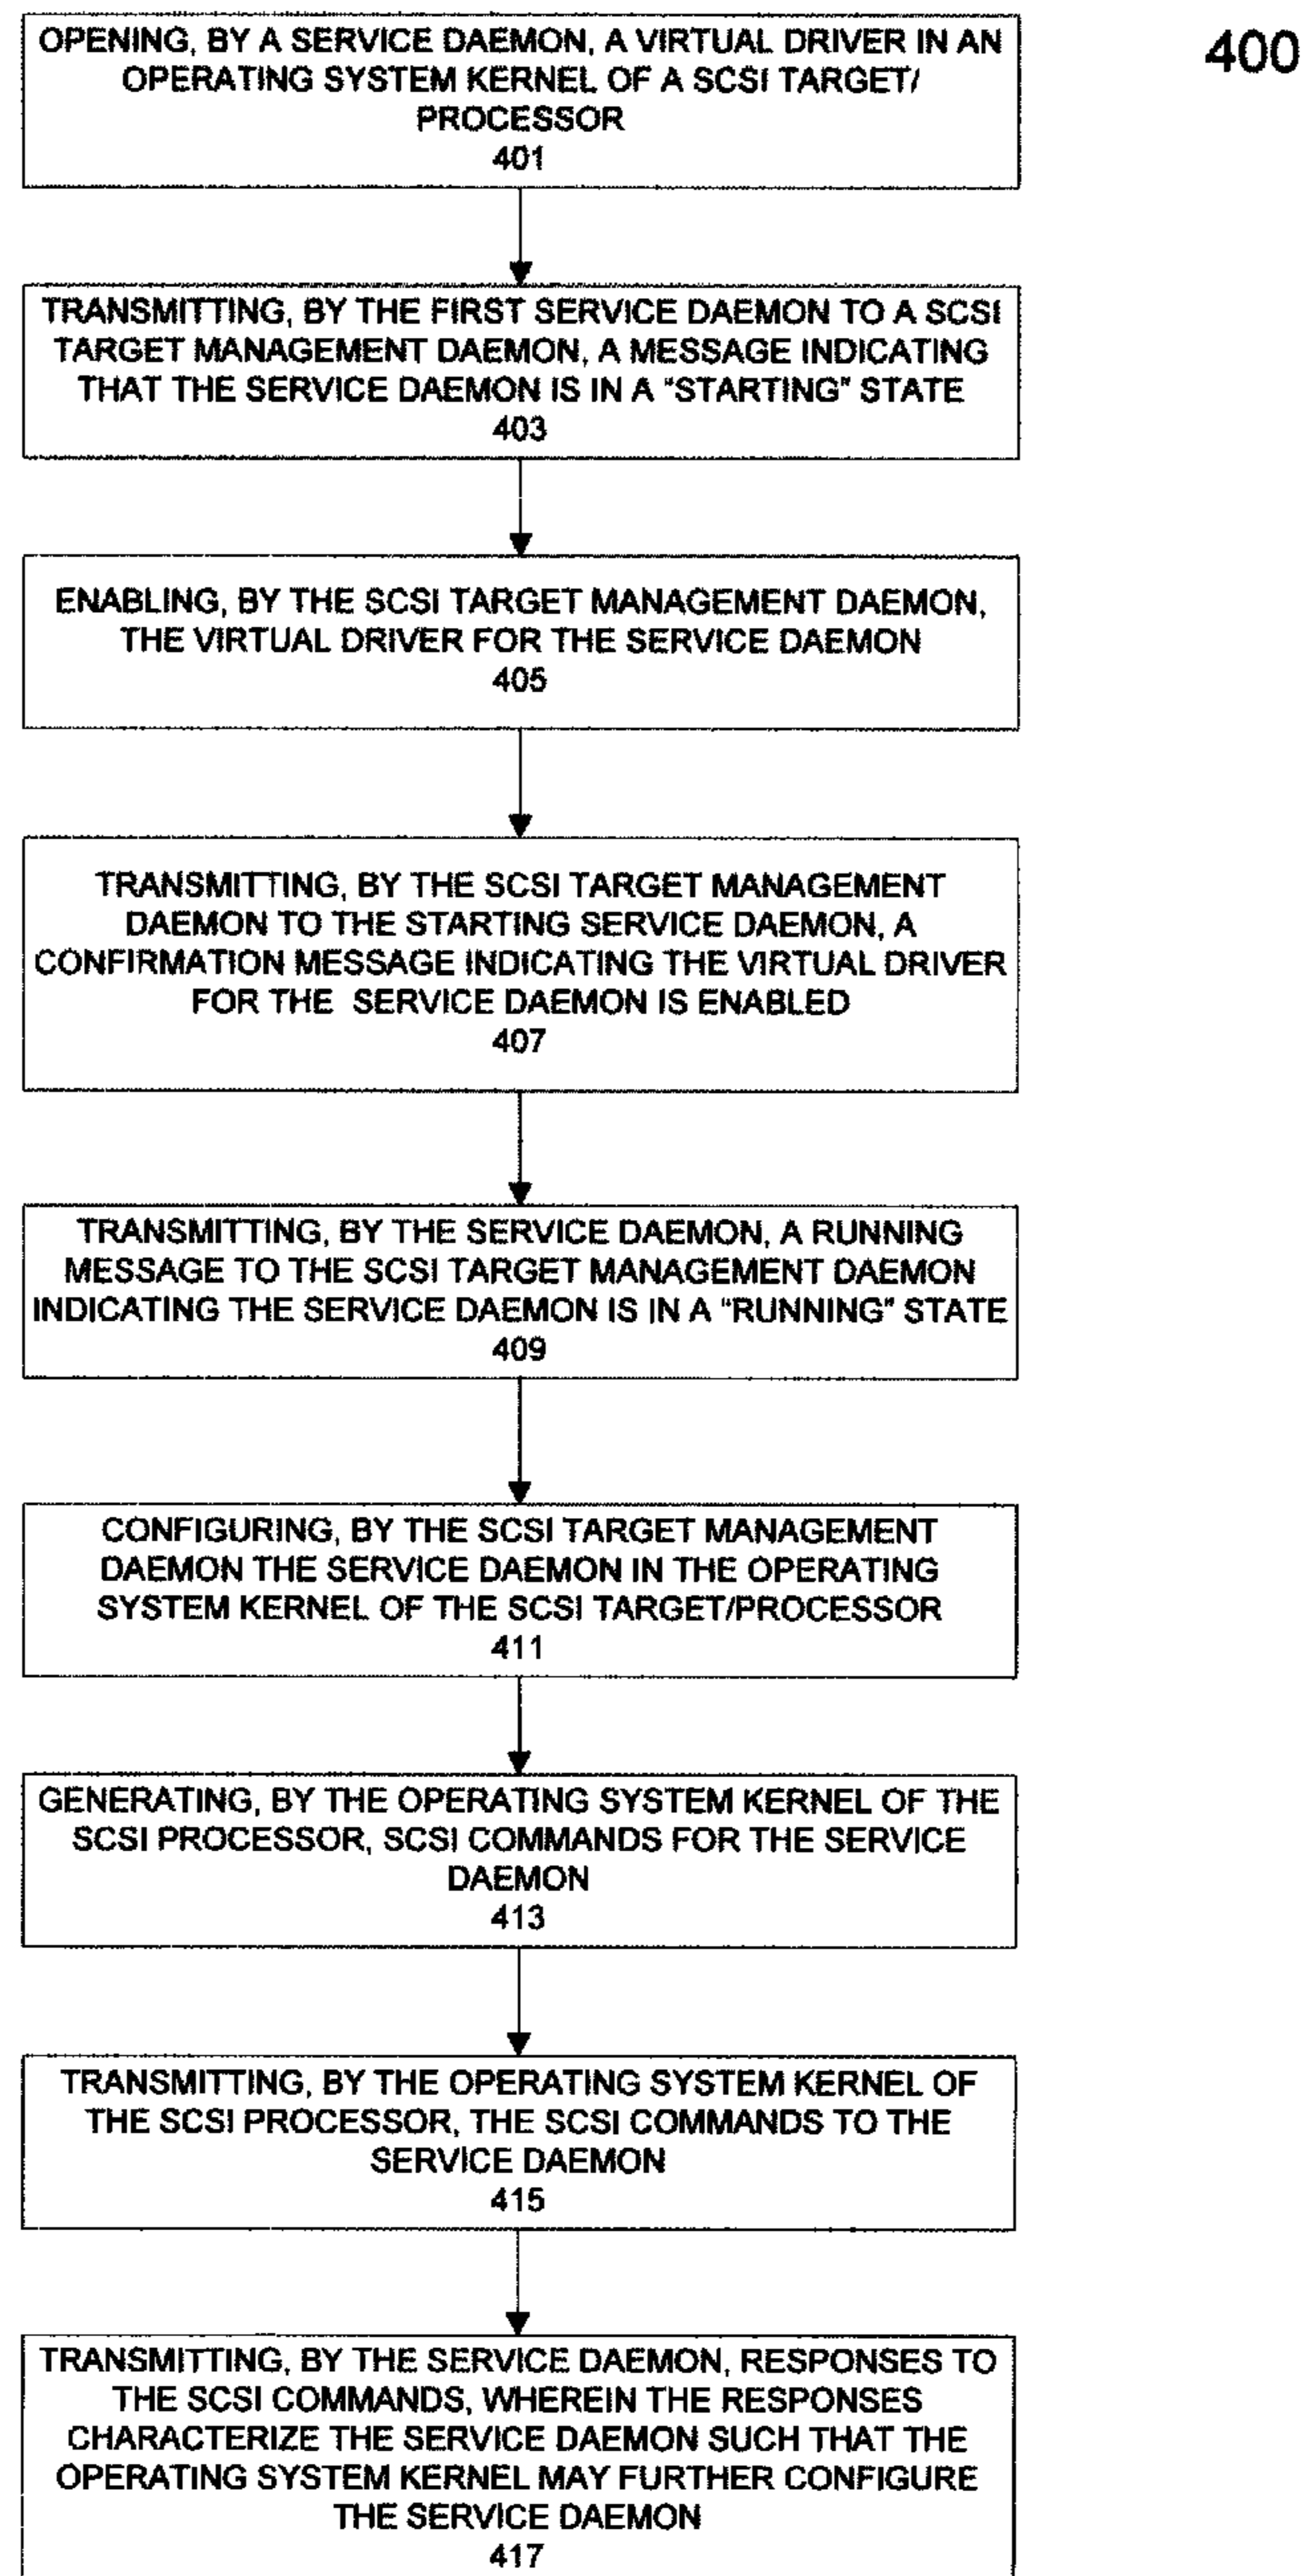 400
OPENING, BY A SERVICE DAEMON, A VIRTUAL DRIVER IN AN
OPERATING SYSTEM KERNEL OF A SCSI TARGET/
PROCESSOR
401
TRANSMITTING, BY THE FIRST SERVICE DAEMON TO A SCSI
TARGET MANAGEMENT DAEMON, A MESSAGE INDICATING
THAT THE SERVICE DAEMON IS IN A "STARTING" STATE
403
ENABLING, BY THE SCSI TARGET MANAGEMENT DAEMON,
THE VIRTUAL DRIVER FOR THE SERVICE DAEMON
405
TRANSMITTING, BY THE SCSI TARGET MANAGEMENT
DAEMON TO THE STARTING SERVICE DAEMON, A
CONFIRMATION MESSAGE INDICATING THE VIRTUAL DRIVER
FOR THE SERVICE DAEMON IS ENABLED
407
TRANSMITTING, BY THE SERVICE DAEMON, A RUNNING
MESSAGE TO THE SCSI TARGET MANAGEMENT DAEMON
INDICATING THE SERVICE DAEMON IS IN A "RUNNING" STATE
409
CONFIGURING, BY THE SCSI TARGET MANAGEMENT
DAEMON THE SERVICE DAEMON IN THE OPERATING
SYSTEM KERNEL OF THE SCSI TARGET/PROCESSOR
411
GENERATING, BY THE OPERATING SYSTEM KERNEL OF THE
SCSI PROCESSOR, SCSI COMMANDS FOR THE SERVICE
DAEMON
413
TRANSMITTING, BY THE OPERATING SYSTEM KERNEL OF
THE SCSI PROCESSOR, THE SCSI COMMANDS TO THE
SERVICE DAEMON
415
TRANSMITTING, BY THE SERVICE DAEMON, RESPONSES TO
THE SCSI COMMANDS, WHEREIN THE RESPONSES
CHARACTERIZE THE SERVICE DAEMON SUCH THAT THE
OPERATING SYSTEM KERNEL MAY FURTHER CONFIGURE
THE SERVICE DAEMON
417